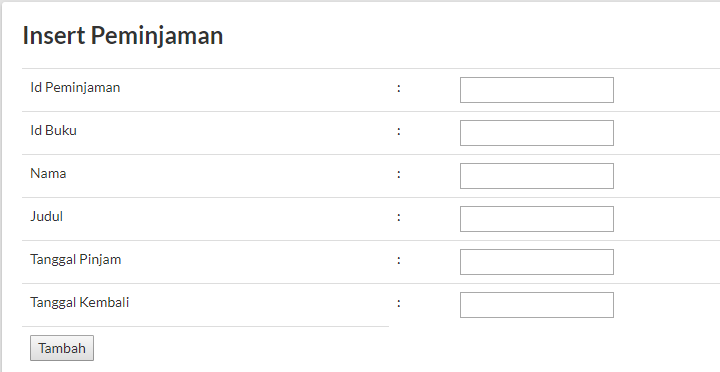 Insert Peminjaman
Id Peminjaman :
Id Buku :
Nama :
Judul :
Tanggal Pinjam :
Tanggal Kembali :
Tambah